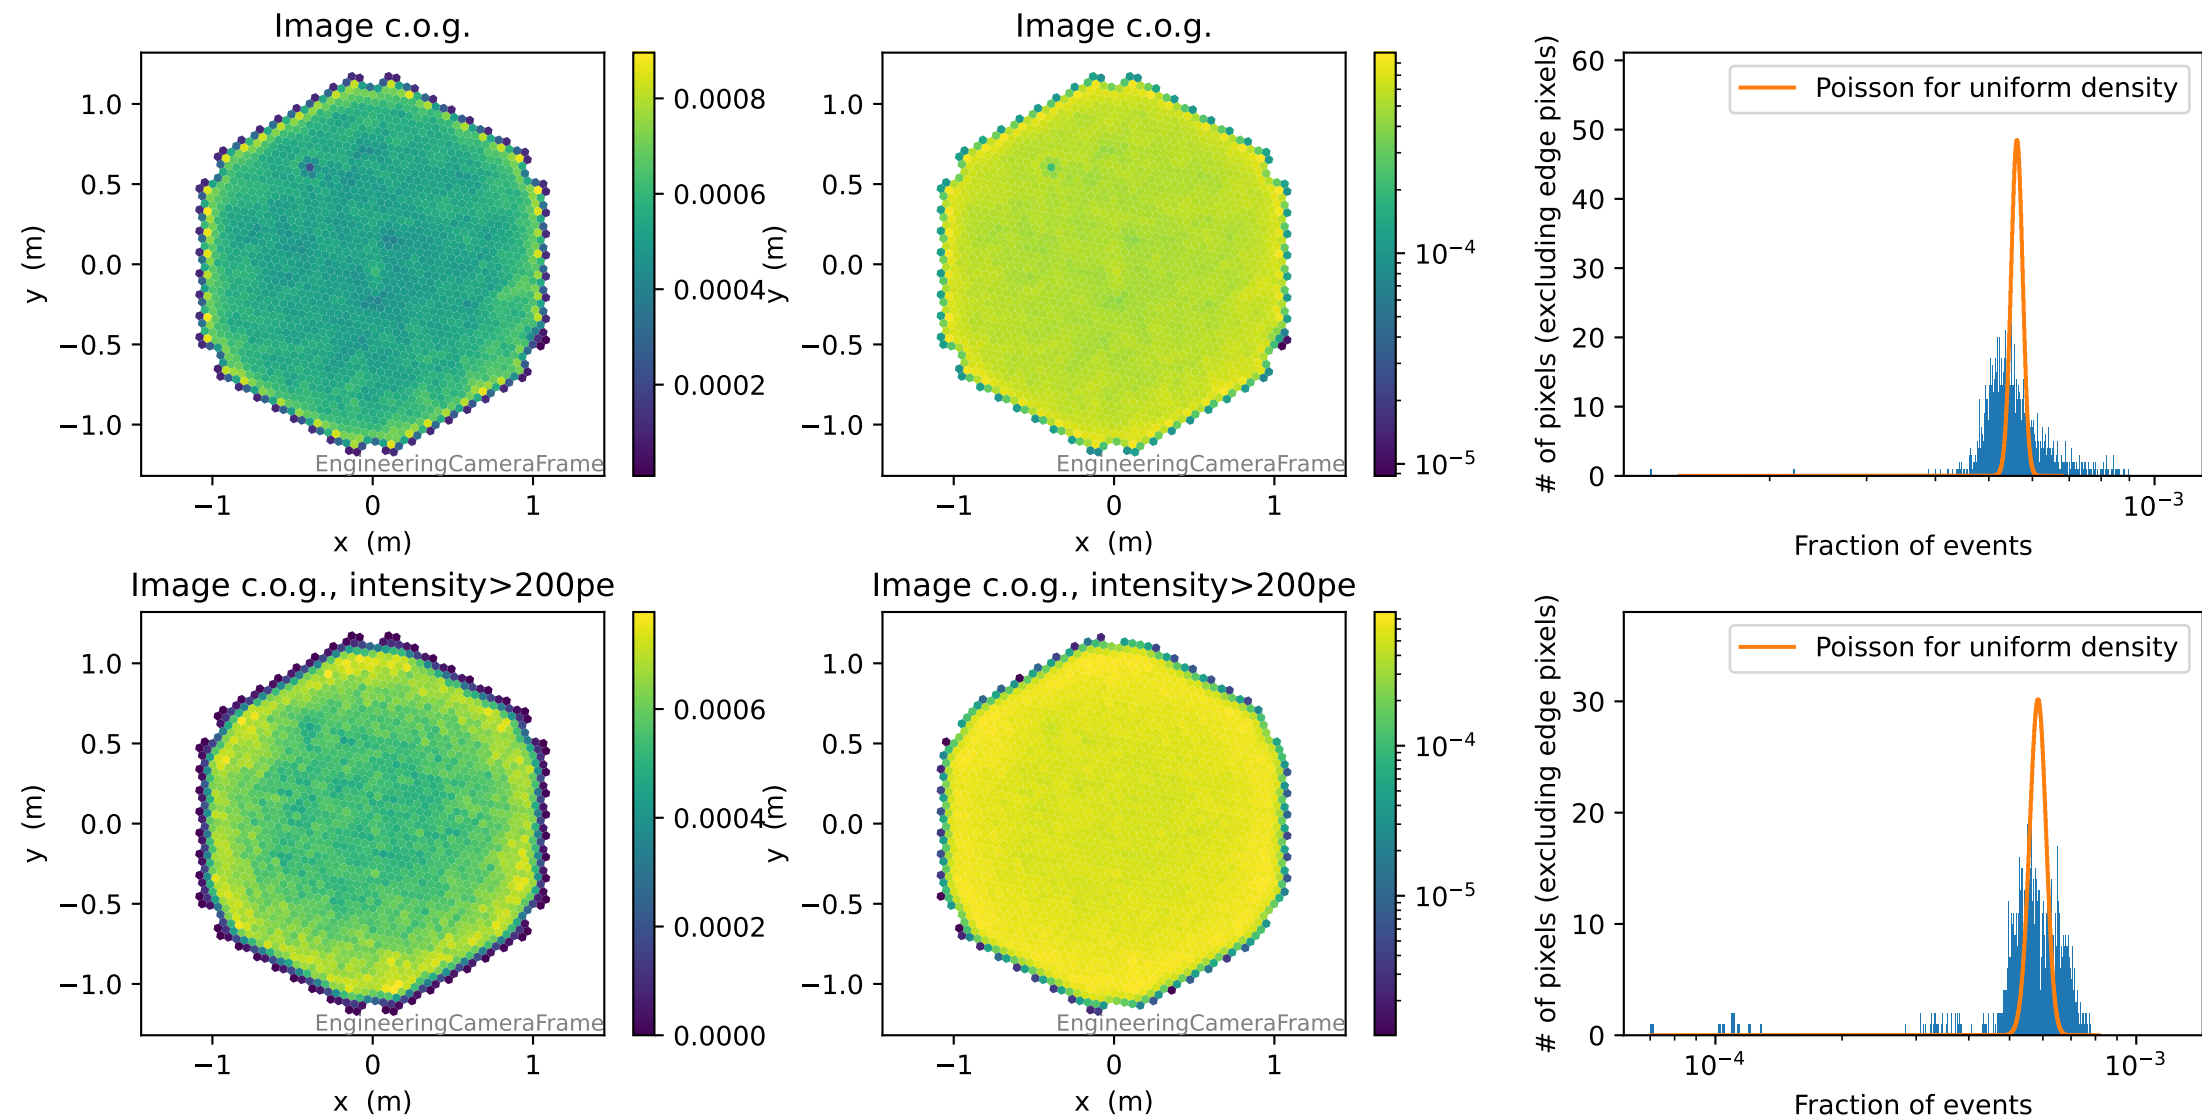 Image c.o.g.
1.0
0.5
0.0
−0.5
−1.0
y (m)
−1
0
1
x (m)
EngineeringCameraFrame
0.0008
0.0006
0.0004
0.0002
Image c.o.g.
1.0
0.5
0.0
−0.5
−1.0
y (m)
−1
0
1
x (m)
EngineeringCameraFrame
10⁻⁴
10⁻⁵
# of pixels (excluding edge pixels)
60
50
40
30
20
10
0
Poisson for uniform density
10⁻³
Fraction of events
Image c.o.g., intensity>200pe
1.0
0.5
0.0
−0.5
−1.0
y (m)
−1
0
1
x (m)
EngineeringCameraFrame
0.0006
0.0004
0.0002
0.0000
Image c.o.g., intensity>200pe
1.0
0.5
0.0
−0.5
−1.0
y (m)
−1
0
1
x (m)
EngineeringCameraFrame
10⁻⁴
10⁻⁵
# of pixels (excluding edge pixels)
30
20
10
0
Poisson for uniform density
10⁻⁴
10⁻³
Fraction of events